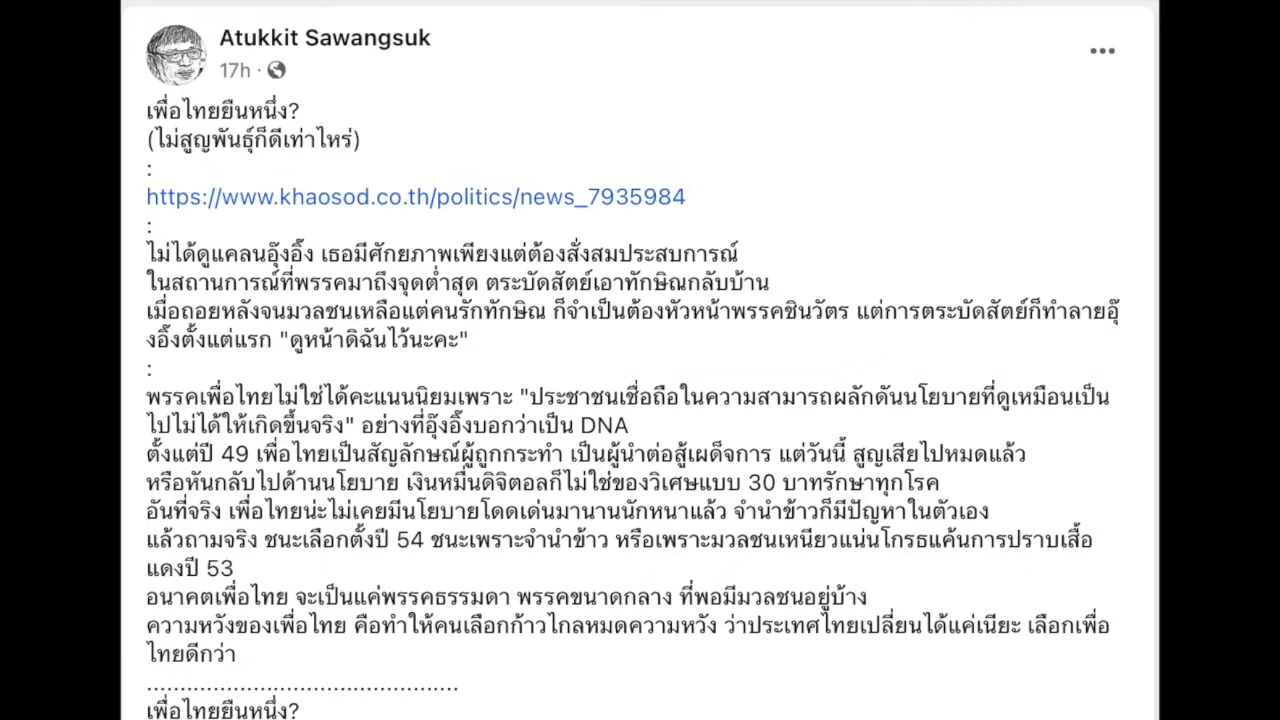 Atukkit Sawangsuk
17h ·
เพื่อไทยยืนหนึ่ง?
(ไม่สูญพันธุ์ก็ดีเท่าไหร่)
:
https://www.khaosod.co.th/politics/news_7935984
:
ไม่ได้ดูแคลนอุ๊งอิ๊ง เธอมีศักยภาพเพียงแต่ต้องสั่งสมประสบการณ์
ในสถานการณ์ที่พรรคมาถึงจุดต่ำสุด ตระบัดสัตย์เอาทักษิณกลับบ้าน
เมื่อถอยหลังจนมวลชนเหลือแต่คนรักทักษิณ ก็จำเป็นต้องหัวหน้าพรรคชินวัตร แต่การตระบัดสัตย์ก็ทำลายอุ๊
งอิ๊งตั้งแต่แรก "ดูหน้าดิฉันไว้นะคะ"
:
พรรคเพื่อไทยไม่ใช่ได้คะแนนนิยมเพราะ "ประชาชนเชื่อถือในความสามารถผลักดันนโยบายที่ดูเหมือนเป็น
ไปไม่ได้ให้เกิดขึ้นจริง" อย่างที่อุ๊งอิ๊งบอกว่าเป็น DNA
ตั้งแต่ปี 49 เพื่อไทยเป็นสัญลักษณ์ผู้ถูกกระทำ เป็นผู้นำต่อสู้เผด็จการ แต่วันนี้ สูญเสียไปหมดแล้ว
หรือหันกลับไปด้านนโยบาย เงินหมื่นดิจิตอลก็ไม่ใช่ของวิเศษแบบ 30 บาทรักษาทุกโรค
อันที่จริง เพื่อไทยน่ะไม่เคยมีนโยบายโดดเด่นมานานนักหนาแล้ว จำนำข้าวก็มีปัญหาในตัวเอง
แล้วถามจริง ชนะเลือกตั้งปี 54 ชนะเพราะจำนำข้าว หรือเพราะมวลชนเหนียวแน่นโกรธแค้นการปราบเสื้อ
แดงปี 53
อนาคตเพื่อไทย จะเป็นแค่พรรคธรรมดา พรรคขนาดกลาง ที่พอมีมวลชนอยู่บ้าง
ความหวังของเพื่อไทย คือทำให้คนเลือกก้าวไกลหมดความหวัง ว่าประเทศไทยเปลี่ยนได้แค่เนียะ เลือกเพื่อ
ไทยดีกว่า
...............................................
เพื่อไทยยืนหนึ่ง?